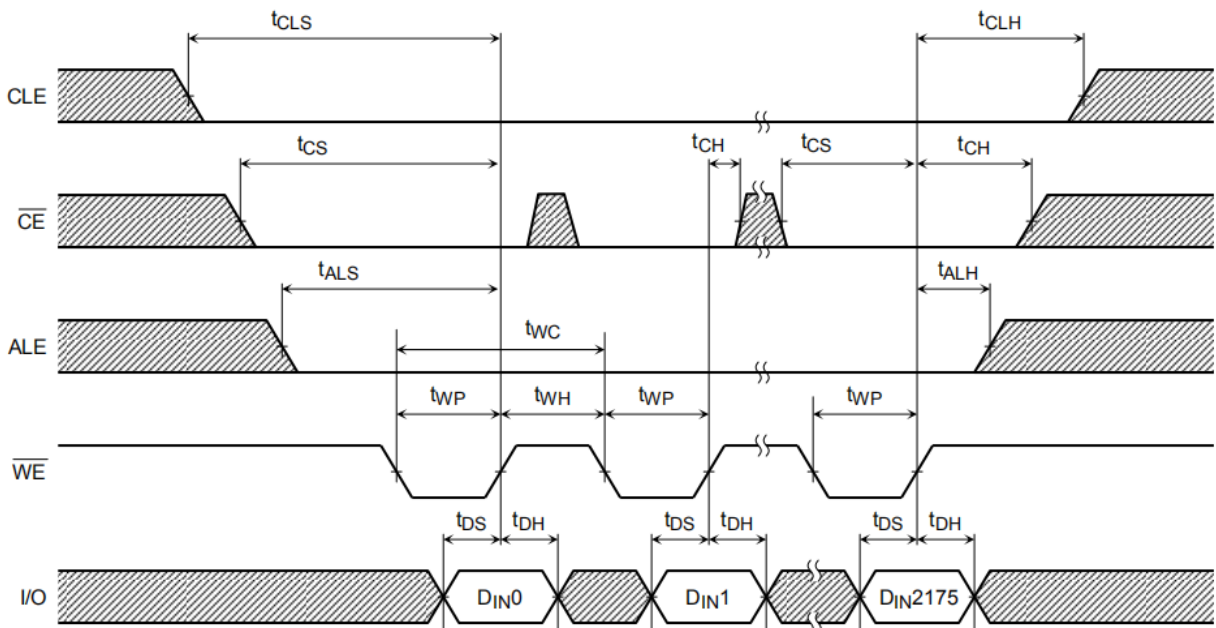 tCLS tCLH
CLE
tCS tCH tCS tCH
CE
tALS tALH
ALE
tWC
tWP tWH tWP tWP
WE
tDS tDH tDS tDH tDS tDH
I/O DIN0 DIN1 DIN2175